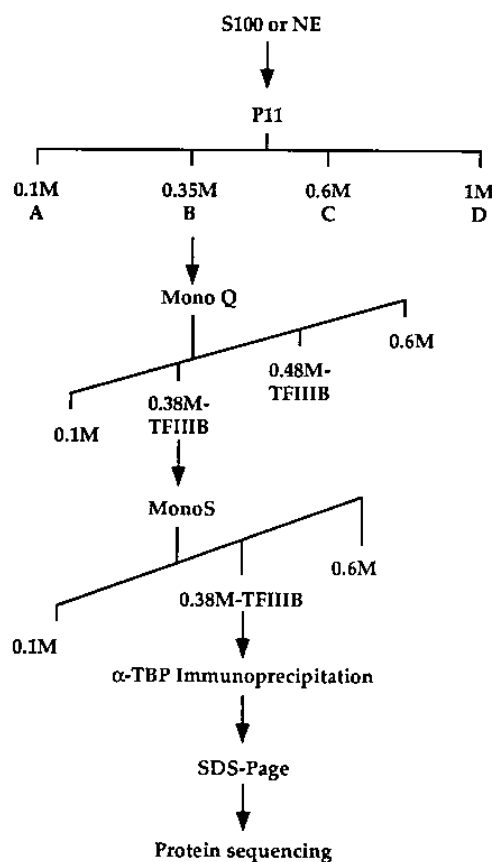 S100 or NE
P11
0.1M 0.35M 0.6M 1M
A B C D
Mono Q
0.6M
0.48M-
TFIIIB
0.38M-
TFIIIB
0.1M
MonoS
0.6M
0.38M-TFIIIB
0.1M
α-TBP Immunoprecipitation
SDS-Page
Protein sequencing